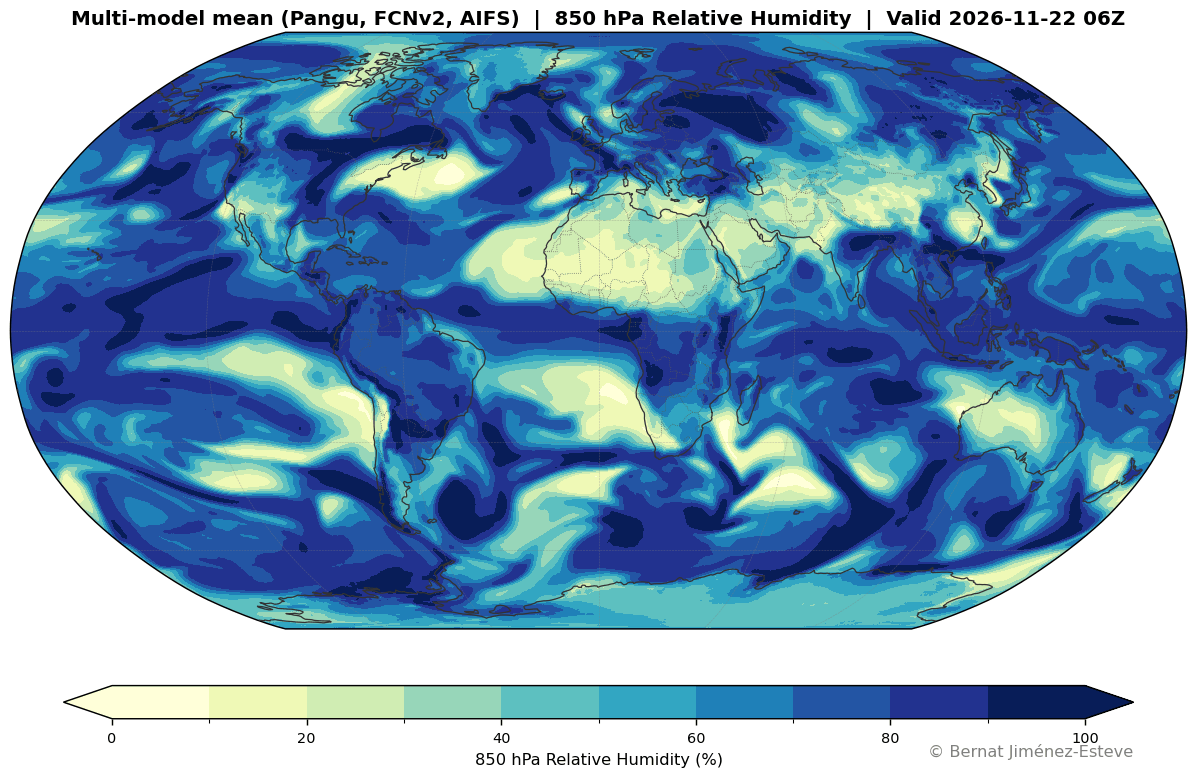 Multi-model mean (Pangu, FCNv2, AIFS)  |  850 hPa Relative Humidity  |  Valid 2026-11-22 06Z
0 20 40 60 80 100
850 hPa Relative Humidity (%)
© Bernat Jiménez-Esteve